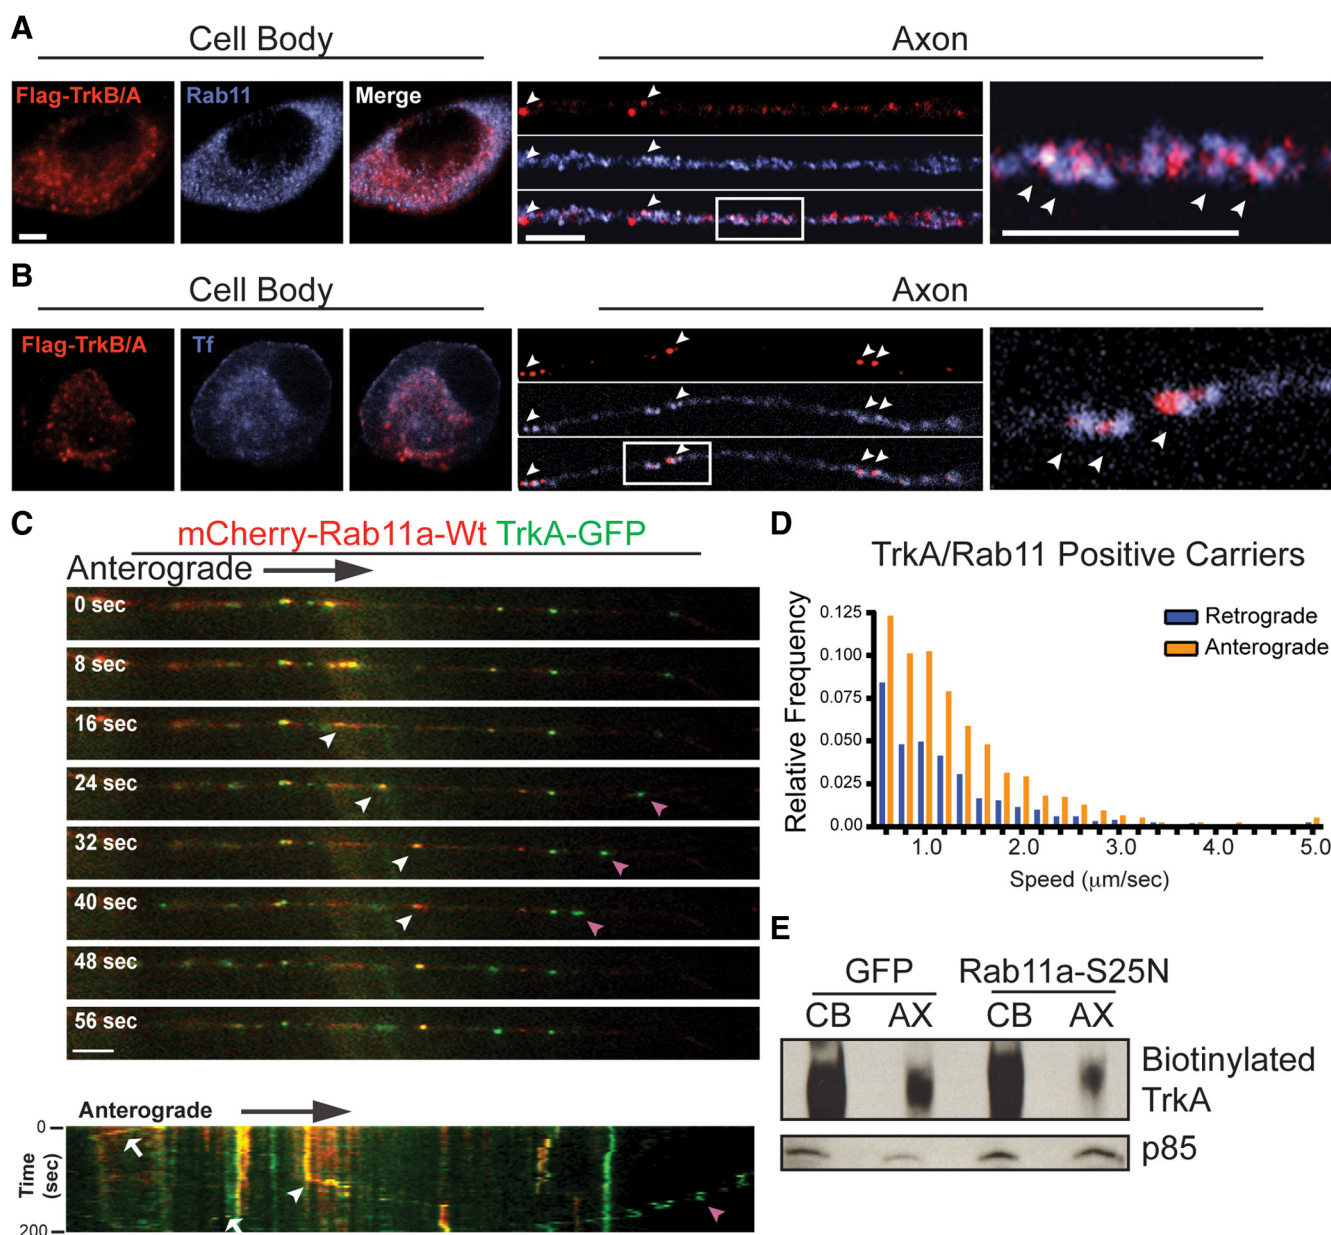 A
Cell Body
Axon
Flag-TrkB/A
Rab11
Merge
B
Cell Body
Axon
Flag-TrkB/A
Tf
C
mCherry-Rab11a-Wt TrkA-GFP
Anterograde
0 sec
8 sec
16 sec
24 sec
32 sec
40 sec
48 sec
56 sec
Anterograde
0
Time
(sec)
200
D
TrkA/Rab11 Positive Carriers
Relative Frequency
0.125
0.100
0.075
0.050
0.025
0.00
Retrograde
Anterograde
1.0 2.0 3.0 4.0 5.0
Speed (μm/sec)
E
GFP Rab11a-S25N
CB AX CB AX
Biotinylated
TrkA
p85